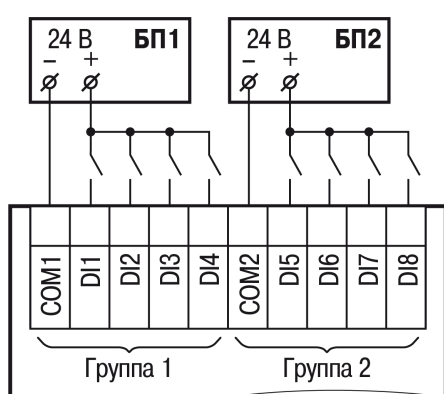 24 В БП1
– +
24 В БП2
– +
COM1 DI1 DI2 DI3 DI4 COM2 DI5 DI6 DI7 DI8
Группа 1 Группа 2